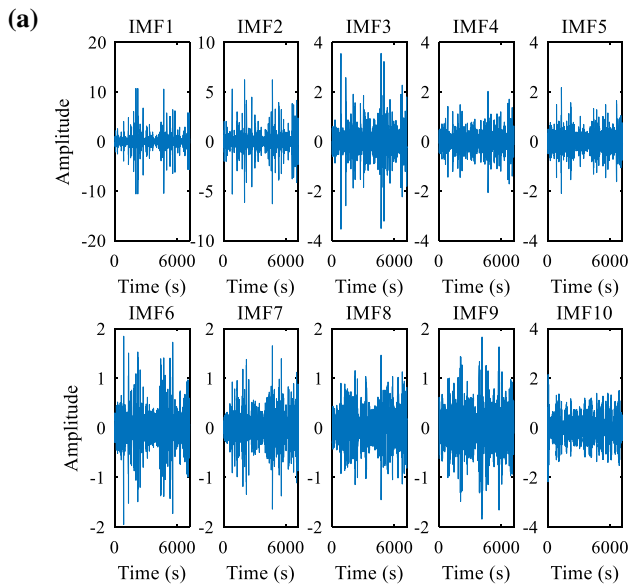 (a)
IMF1 IMF2 IMF3 IMF4 IMF5
20 10 4 4 4
10 5 2 2 2
0 0 0 0 0
-10 -5 -2 -2 -2
-20 -10 -4 -4 -4
Amplitude
0 6000 0 6000 0 6000 0 6000 0 6000
Time (s) Time (s) Time (s) Time (s) Time (s)
IMF6 IMF7 IMF8 IMF9 IMF10
2 2 2 2 4
1 1 1 1 2
0 0 0 0 0
-1 -1 -1 -1 -2
-2 -2 -2 -2 -4
Amplitude
0 6000 0 6000 0 6000 0 6000 0 6000
Time (s) Time (s) Time (s) Time (s) Time (s)